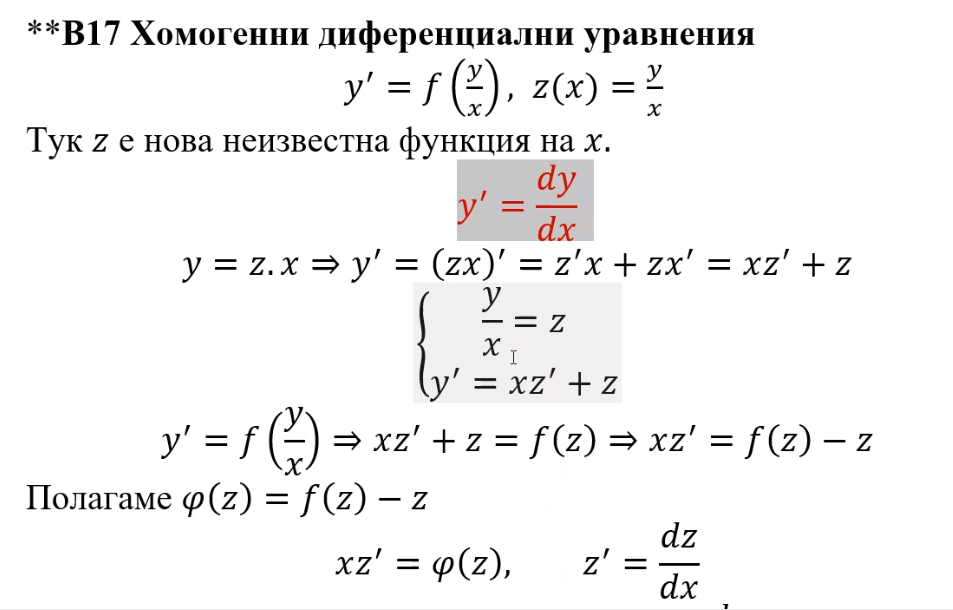 **В17 Хомогенни диференциални уравнения
y′ = f(y/x), z(x) = y/x
Тук z е нова неизвестна функция на x.
y′ = dy/dx
y = z.x ⇒ y′ = (zx)′ = z′x + zx′ = xz′ + z
{ y/x = z
y′ = xz′ + z
y′ = f(y/x) ⇒ xz′ + z = f(z) ⇒ xz′ = f(z) − z
Полагаме φ(z) = f(z) − z
xz′ = φ(z), z′ = dz/dx